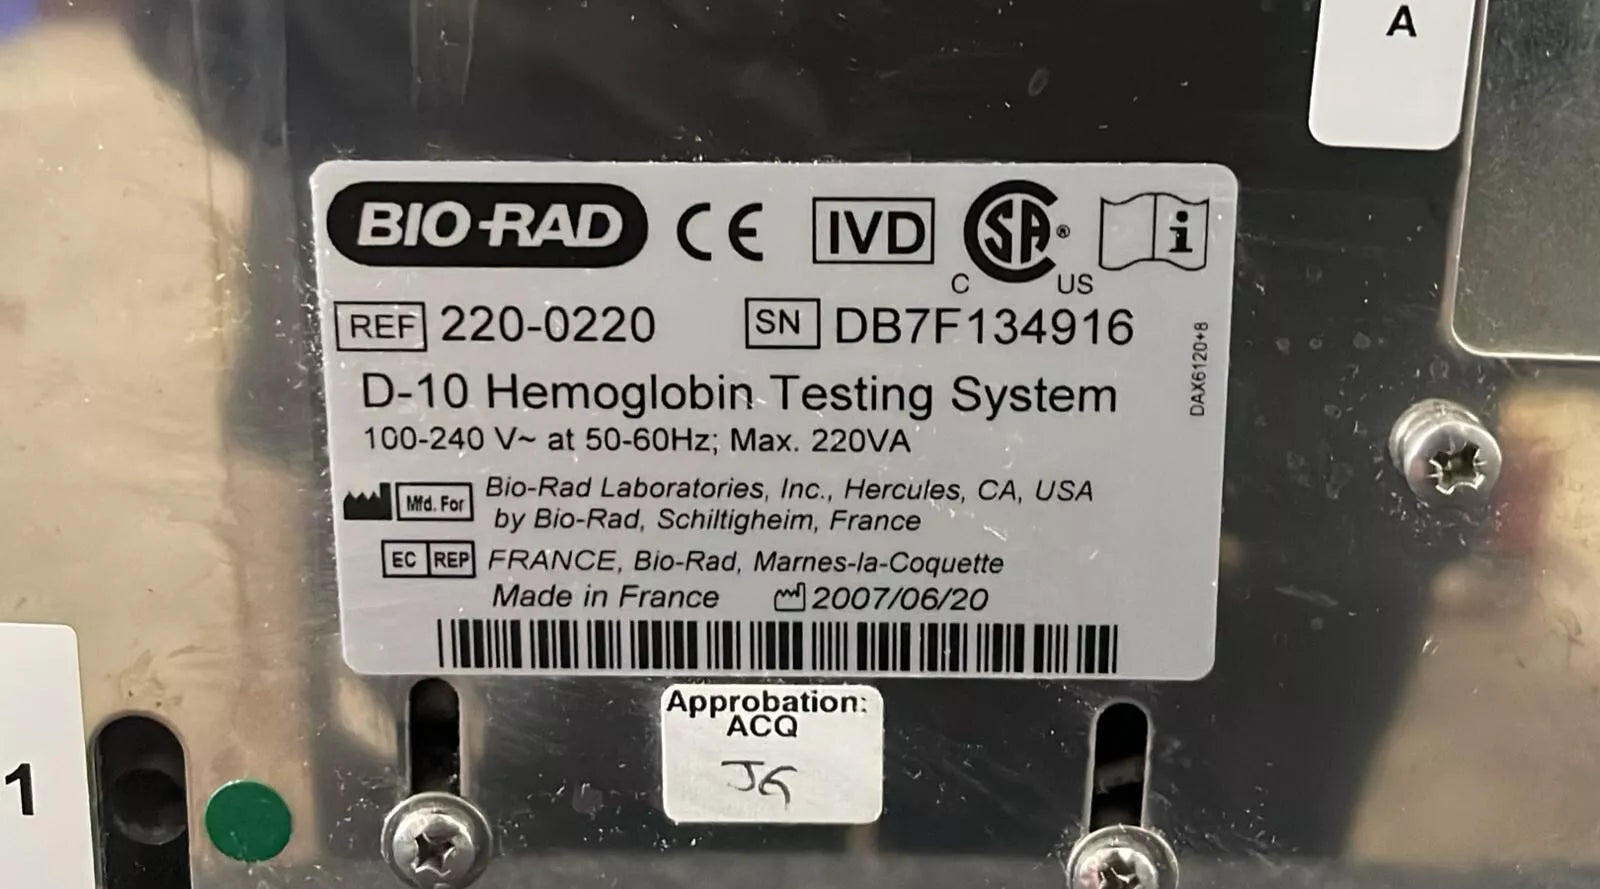 A
BIO-RAD CE IVD CSA® C US i
REF 220-0220 SN DB7F134916
DAX6120+8
D-10 Hemoglobin Testing System
100-240 V~ at 50-60Hz; Max. 220VA
Mfd. For Bio-Rad Laboratories, Inc., Hercules, CA, USA
by Bio-Rad, Schiltigheim, France
EC REP FRANCE, Bio-Rad, Marnes-la-Coquette
Made in France 2007/06/20
Approbation:
ACQ
JG
1